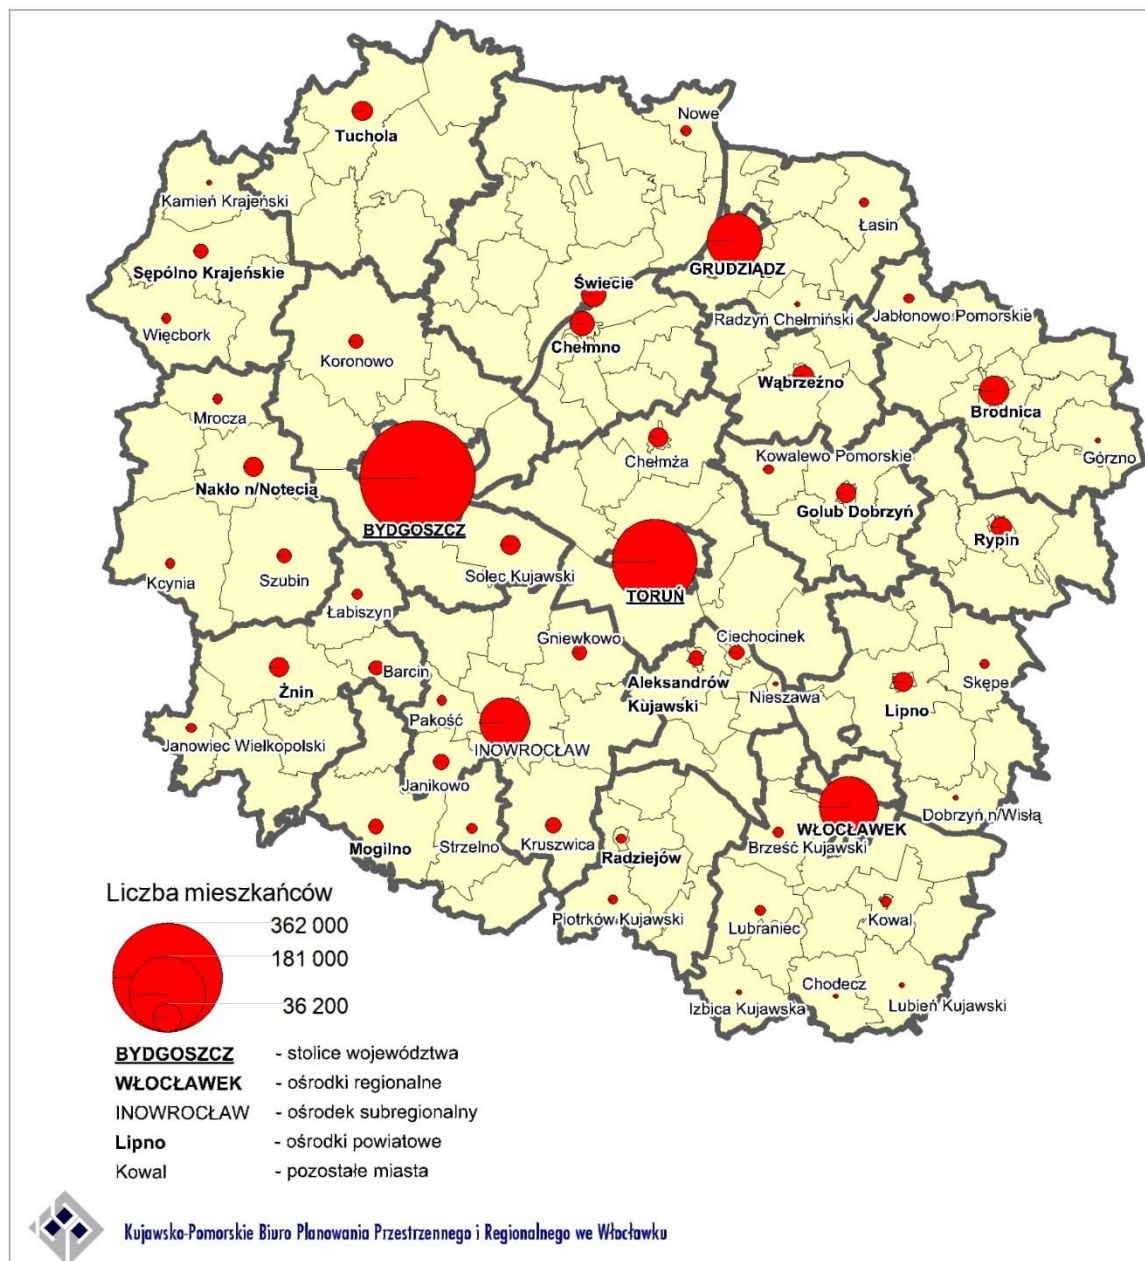 Nowe
Tuchola
Kamień Krajeński
Łasin
GRUDZIADZ
Sępólno Krajeńskie
Świecie
Radzyń Chełmiński
Jabłonowo Pomorskie
Więcbork
Koronowo
Chełmno
Wąbrzeźno
Brodnica
Mrocza
Chełmża
Kowalewo Pomorskie
Górzno
Nakło n/Notecią
Golub Dobrzyń
BYDGOSZCZ
Rypin
Kcynia
Szubin
Solec Kujawski
TORUŃ
Łabiszyn
Gniewkowo
Ciechocinek
Barcin
Aleksandrów
Kujawski
Skępe
Żnin
Nieszawa
Lipno
Pakość
Janowiec Wielkopolski
INOWROCŁAW
Janikowo
Dobrzyń n/Wisłą
WŁOCŁAWEK
Mogilno
Strzelno
Kruszwica
Radziejów
Brześć Kujawski
Piotrków Kujawski
Lubraniec
Kowal
Chodecz
Izbica Kujawska
Lubień Kujawski
Liczba mieszkańców
362 000
181 000
36 200
BYDGOSZCZ - stolice województwa
WŁOCŁAWEK - ośrodki regionalne
INOWROCŁAW - ośrodek subregionalny
Lipno - ośrodki powiatowe
Kowal - pozostałe miasta
Kujawsko-Pomorskie Biuro Planowania Przestrzennego i Regionalnego we Włocławku